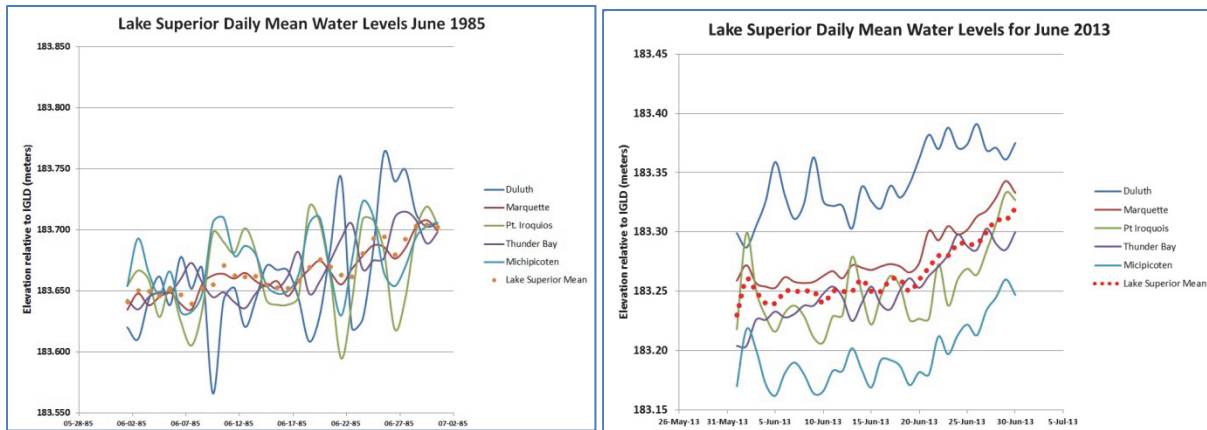 Lake Superior Daily Mean Water Levels June 1985
Elevation relative to IGLD (meters)
183.850
183.800
183.750
183.700
183.650
183.600
183.550
05-28-85 06-02-85 06-07-85 06-12-85 06-17-85 06-22-85 06-27-85 07-02-85
Duluth
Marquette
Pt. Iroquios
Thunder Bay
Michipicoten
Lake Superior Mean
Lake Superior Daily Mean Water Levels for June 2013
Elevation relative to IGLD (meters)
183.45
183.40
183.35
183.30
183.25
183.20
183.15
26-May-13 31-May-13 5-Jun-13 10-Jun-13 15-Jun-13 20-Jun-13 25-Jun-13 30-Jun-13 5-Jul-13
Duluth
Marquette
Pt. Iroquois
Thunder Bay
Micipicoten
Lake Superior Mean